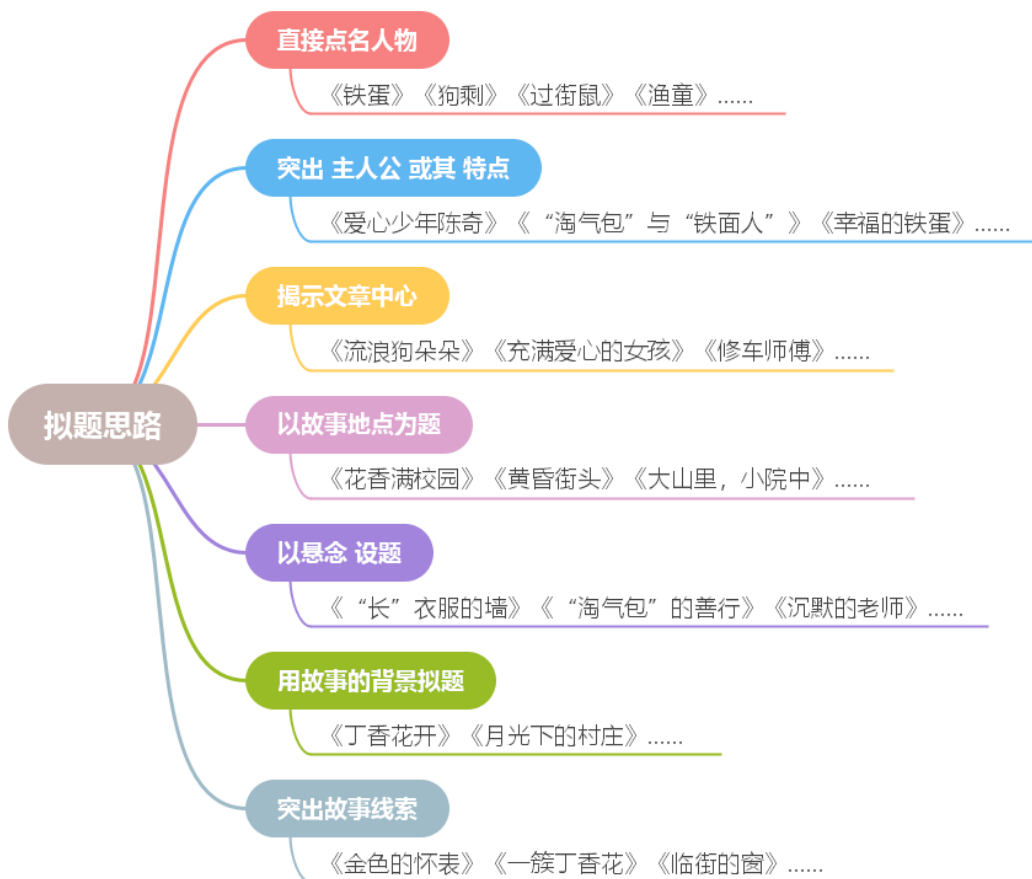 直接点名人物
《铁蛋》《狗剩》《过街鼠》《渔童》……
突出 主人公 或其 特点
《爱心少年陈奇》《“淘气包”与“铁面人”》《幸福的铁蛋》……
揭示文章中心
《流浪狗朵朵》《充满爱心的女孩》《修车师傅》……
拟题思路
以故事地点为题
《花香满校园》《黄昏街头》《大山里，小院中》……
以悬念 设题
《“长”衣服的墙》《“淘气包”的善行》《沉默的老师》……
用故事的背景拟题
《丁香花开》《月光下的村庄》……
突出故事线索
《金色的怀表》《一簇丁香花》《临街的窗》……